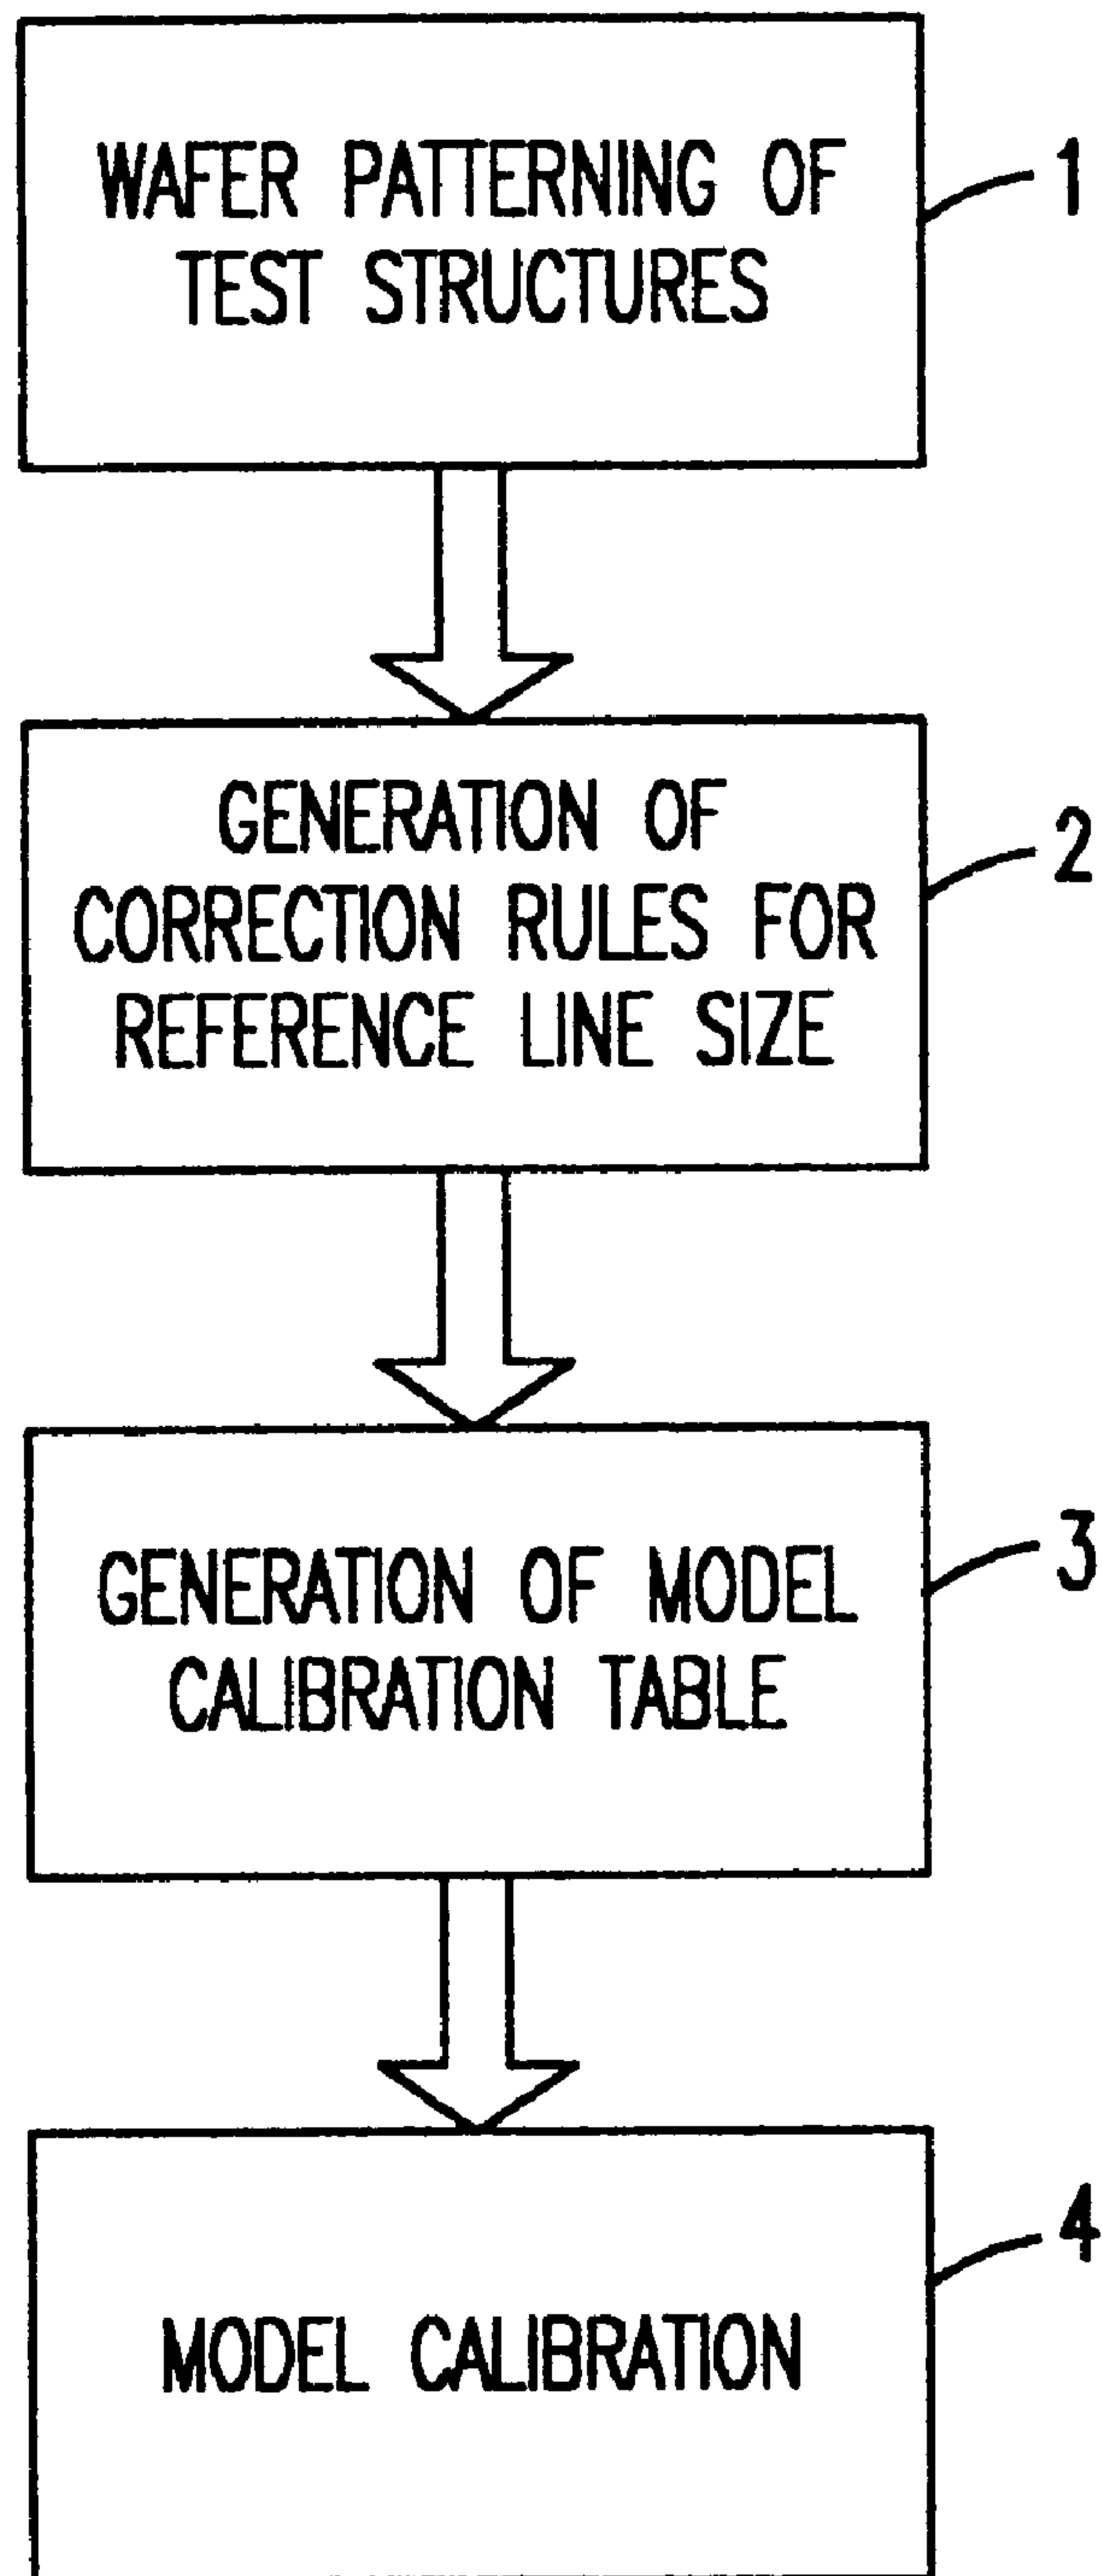 WAFER PATTERNING OF
TEST STRUCTURES
1
GENERATION OF
CORRECTION RULES FOR
REFERENCE LINE SIZE
2
GENERATION OF MODEL
CALIBRATION TABLE
3
MODEL CALIBRATION
4